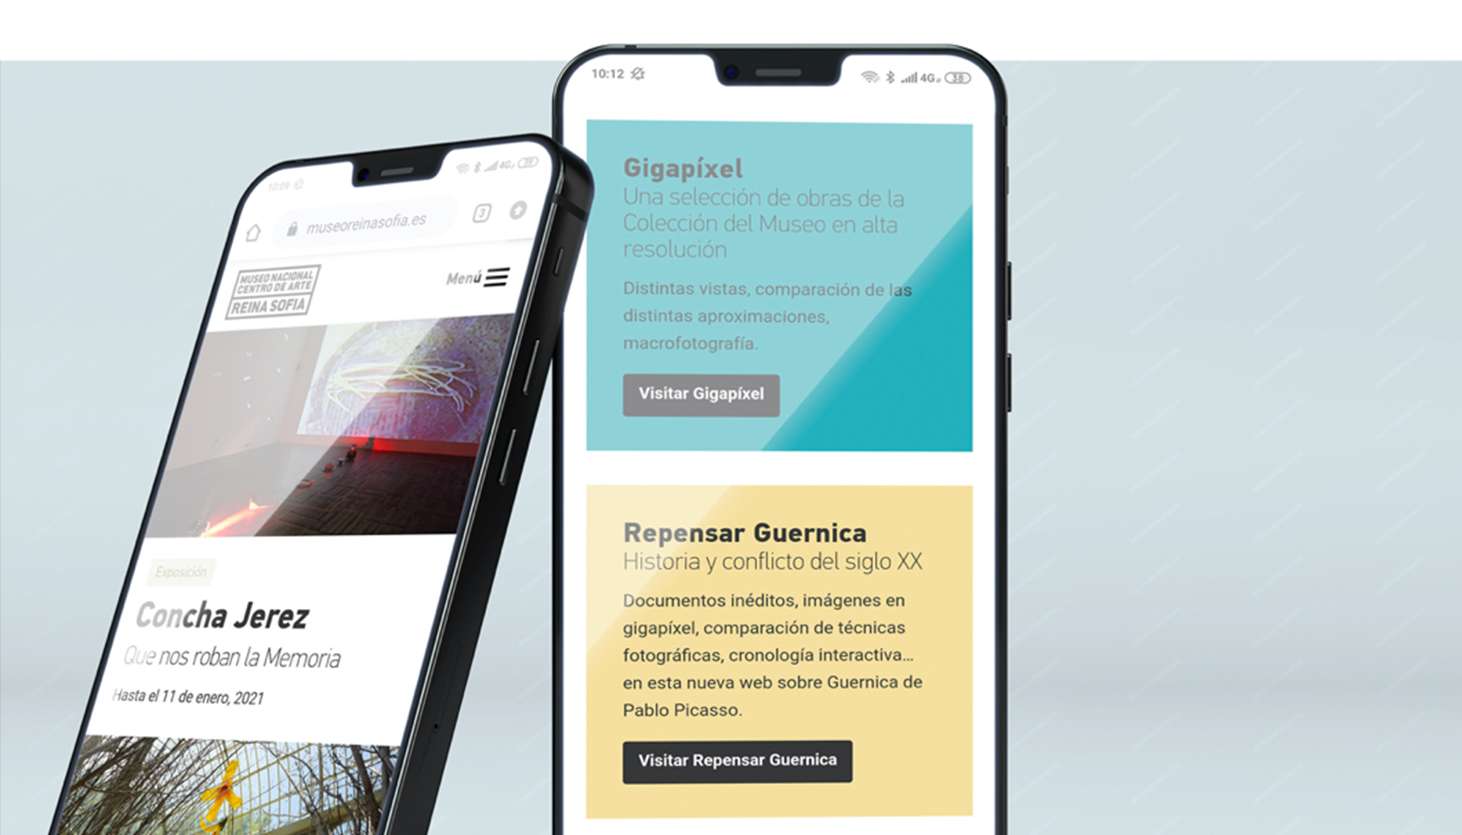 10:09
4G
museoreinasofia.es
3
MUSEO NACIONAL
CENTRO DE ARTE
REINA SOFIA
Menú
Exposición
Concha Jerez
Que nos roban la Memoria
Hasta el 11 de enero, 2021
10:12
4G
38
Gigapíxel
Una selección de obras de la
Colección del Museo en alta
resolución
Distintas vistas, comparación de las
distintas aproximaciones,
macrofotografía.
Visitar Gigapíxel
Repensar Guernica
Historia y conflicto del siglo XX
Documentos inéditos, imágenes en
gigapíxel, comparación de técnicas
fotográficas, cronología interactiva...
en esta nueva web sobre Guernica de
Pablo Picasso.
Visitar Repensar Guernica